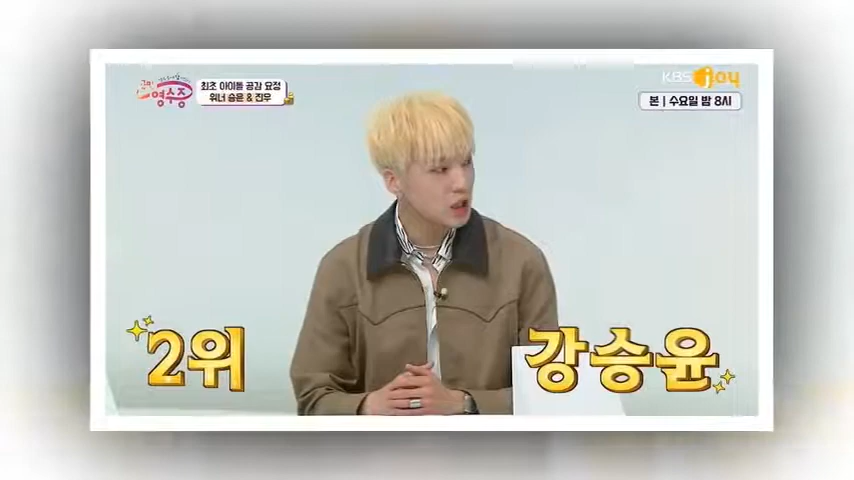 최초 아이돌 공감 요정
위너 승윤 & 진우
영수증
KBS joy
본 | 수요일 밤 8시
2위
강승윤